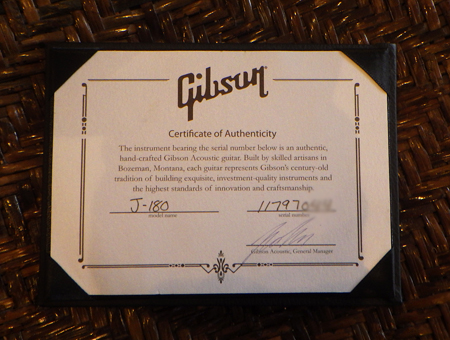 Gibson
Certificate of Authenticity
The instrument bearing the serial number below is an authentic,
hand-crafted Gibson Acoustic guitar. Built by skilled artisans in
Bozeman, Montana, each guitar represents Gibson's century-old
tradition of building exquisite, investment-quality instruments and
the highest standards of innovation and craftsmanship.
J-180 11797
model name serial number
Gibson Acoustic, General Manager